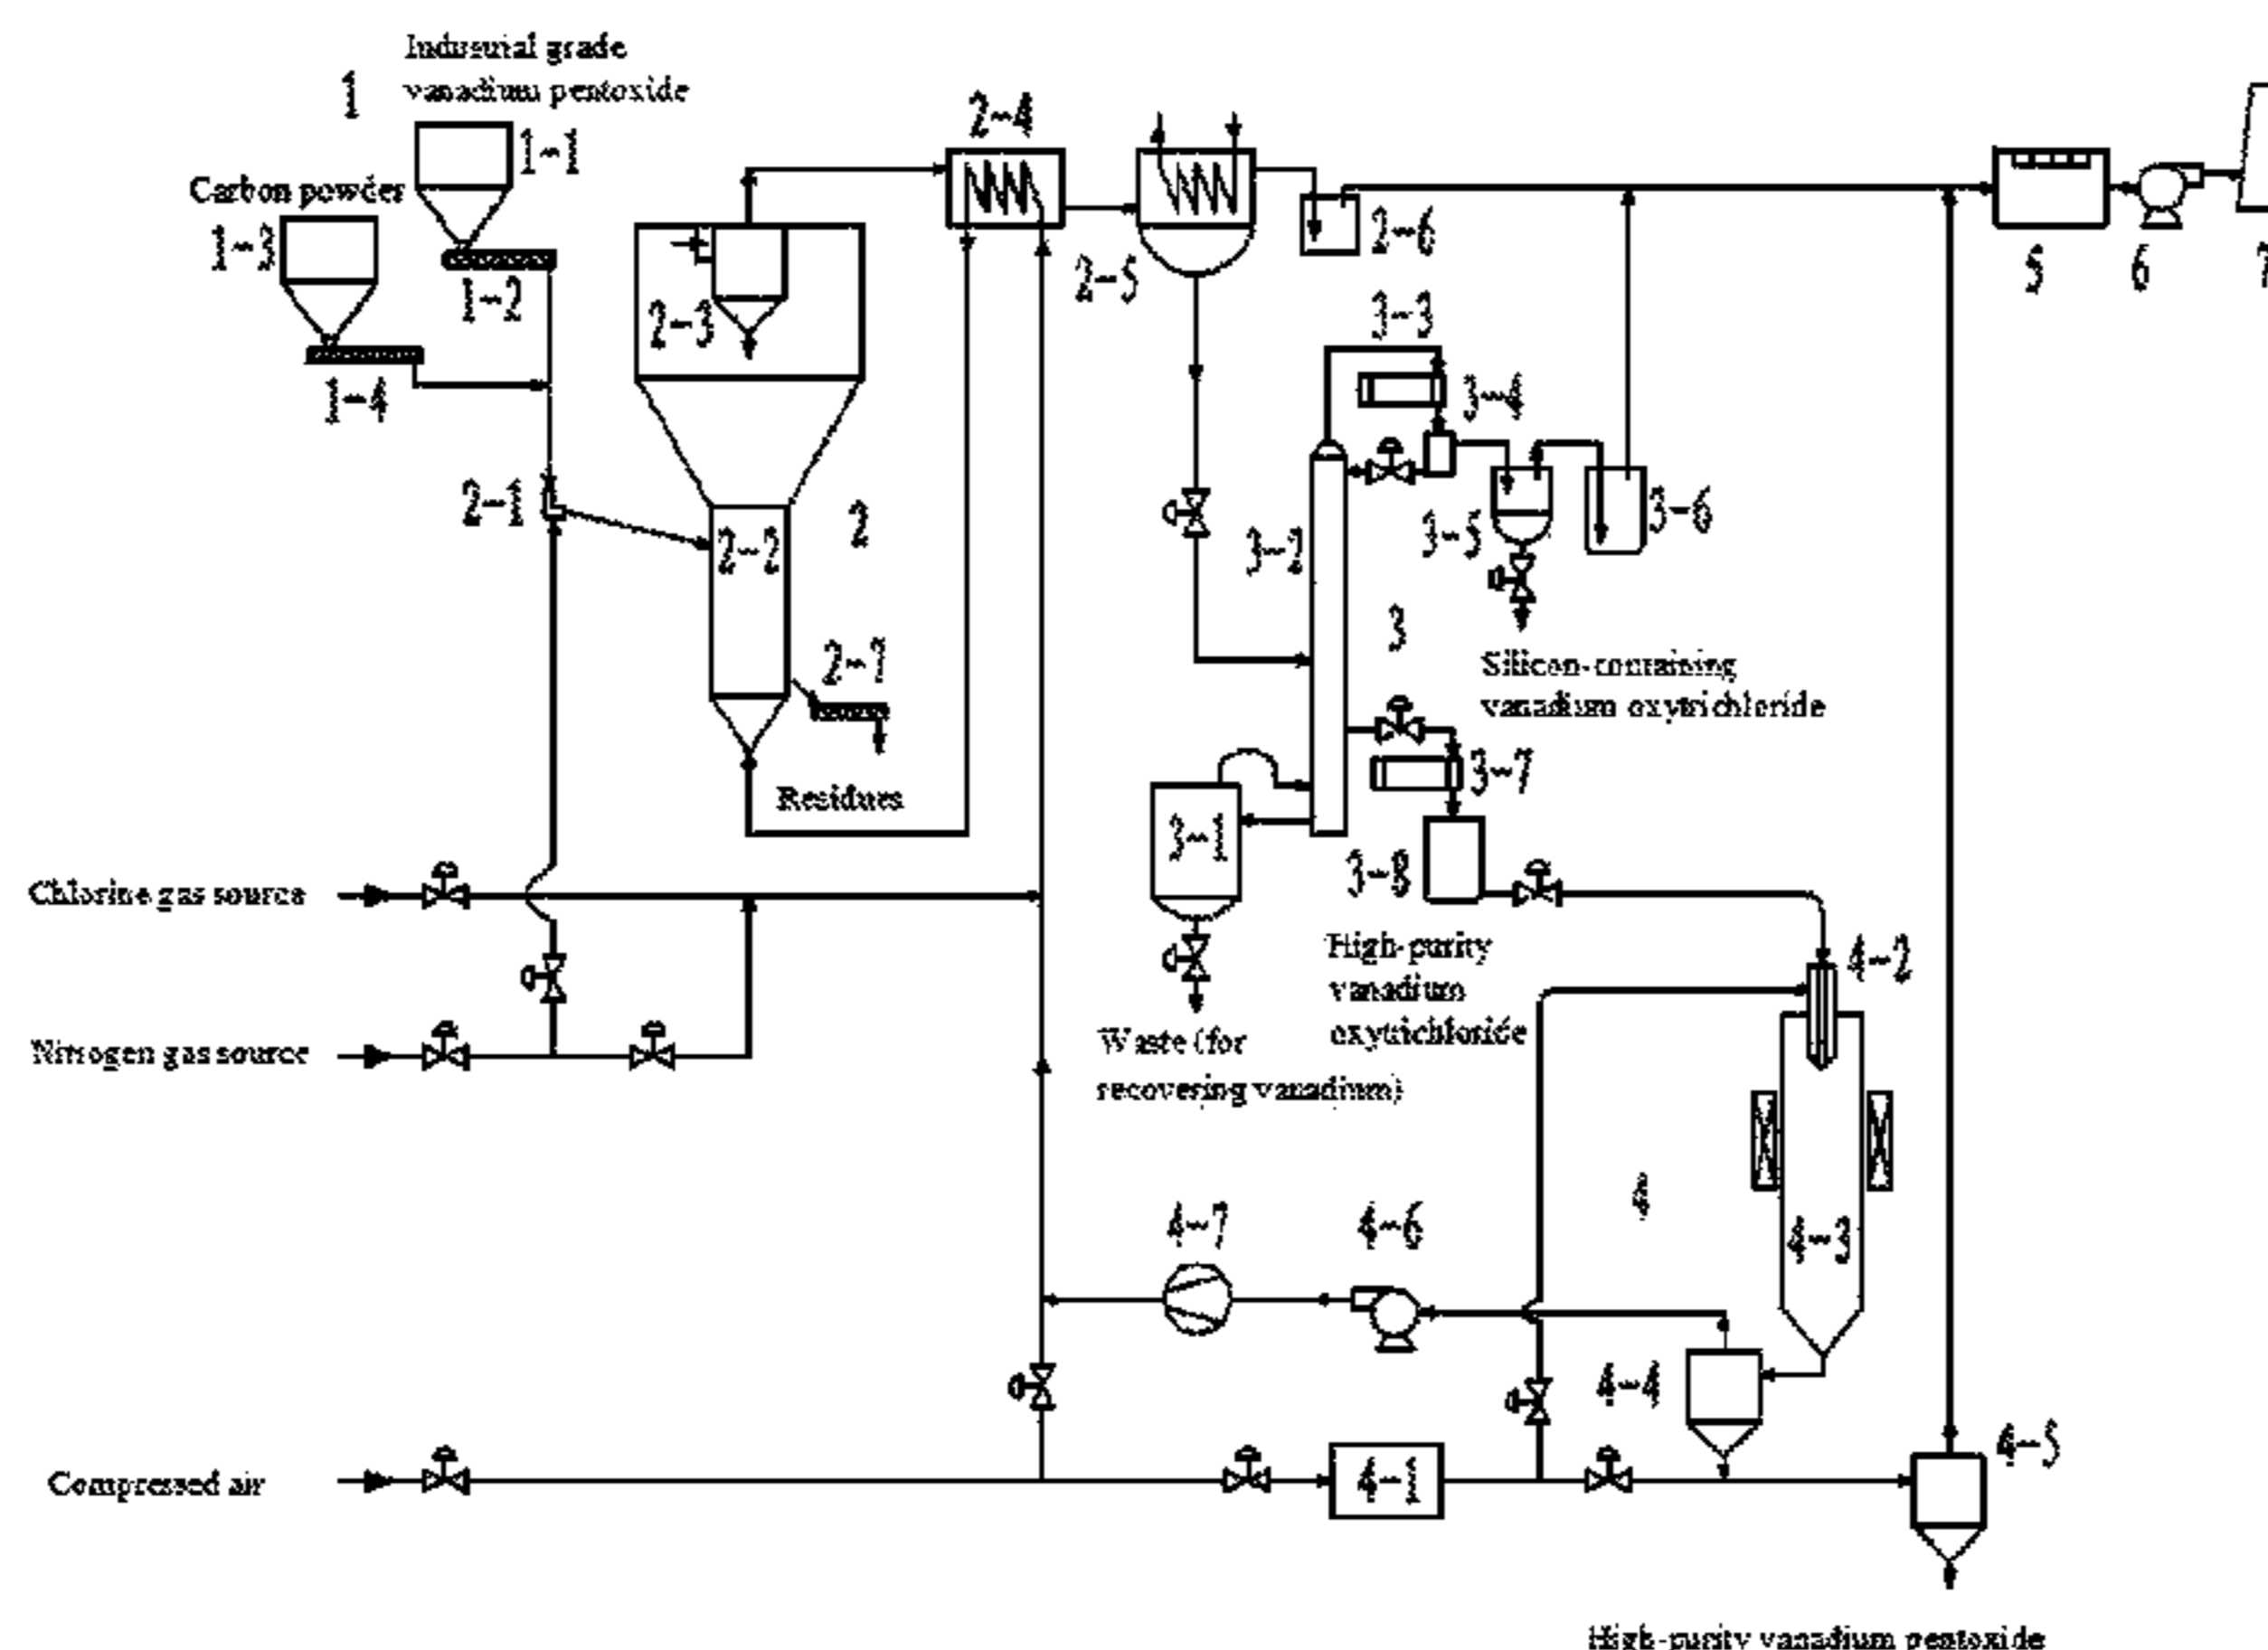 Indusurial grade
1
vanadium pentoxide
1-1
2-4
Carbon powder
1-3
1-2
1-4
2-3
2-5
2-6
5
6
7
3-3
3-4
2-1
2-2
2
3-2
3-5
3-6
3
2-7
Silicon-containing
vanadium oxytrichloride
Residues
3-7
3-1
3-8
Chlorine gas source
High-purity
vanadium
oxytrichloride
4-2
Nitrogen gas source
Waste (for
recovering vanadium)
4
4-7
4-6
4-3
4-4
4-5
Compressed air
4-1
High-purity vanadium pentoxide